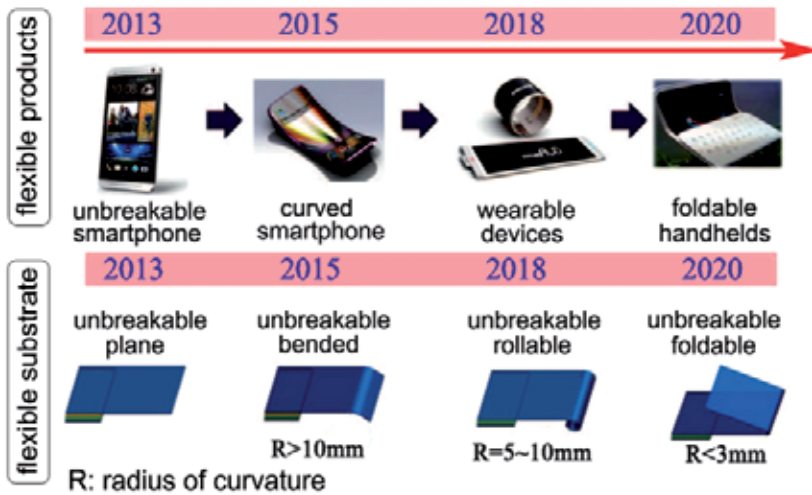 2013 2015 2018 2020
flexible products
unbreakable
smartphone
curved
smartphone
wearable
devices
foldable
handhelds
2013 2015 2018 2020
flexible substrate
unbreakable
plane
unbreakable
bended
R>10mm
unbreakable
rollable
R=5~10mm
unbreakable
foldable
R<3mm
R: radius of curvature